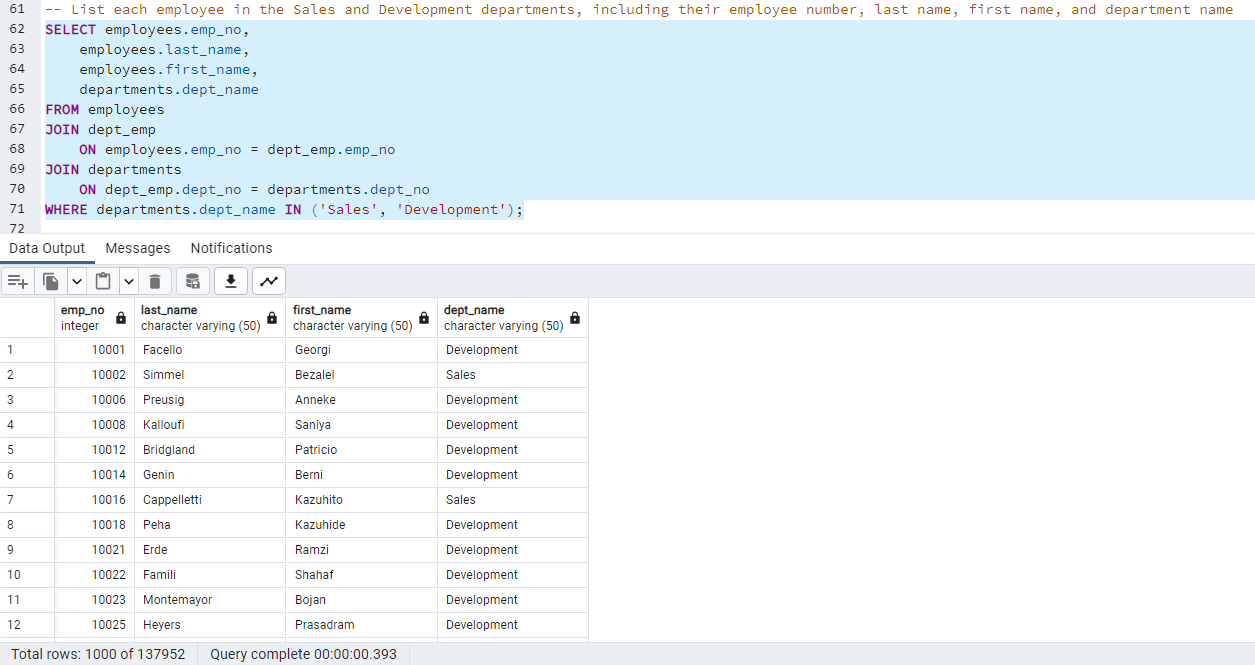 61 -- List each employee in the Sales and Development departments, including their employee number, last name, first name, and department name
62 SELECT employees.emp_no,
63 employees.last_name,
64 employees.first_name,
65 departments.dept_name
66 FROM employees
67 JOIN dept_emp
68 ON employees.emp_no = dept_emp.emp_no
69 JOIN departments
70 ON dept_emp.dept_no = departments.dept_no
71 WHERE departments.dept_name IN ('Sales', 'Development');
72
Data Output Messages Notifications
emp_no last_name first_name dept_name
integer character varying (50) character varying (50) character varying (50)
1 10001 Facello Georgi Development
2 10002 Simmel Bezalel Sales
3 10006 Preusig Anneke Development
4 10008 Kalloufi Saniya Development
5 10012 Bridgland Patricio Development
6 10014 Genin Berni Development
7 10016 Cappelletti Kazuhito Sales
8 10018 Peha Kazuhide Development
9 10021 Erde Ramzi Development
10 10022 Famili Shahaf Development
11 10023 Montemayor Bojan Development
12 10025 Heyers Prasadram Development
Total rows: 1000 of 137952 Query complete 00:00:00.393